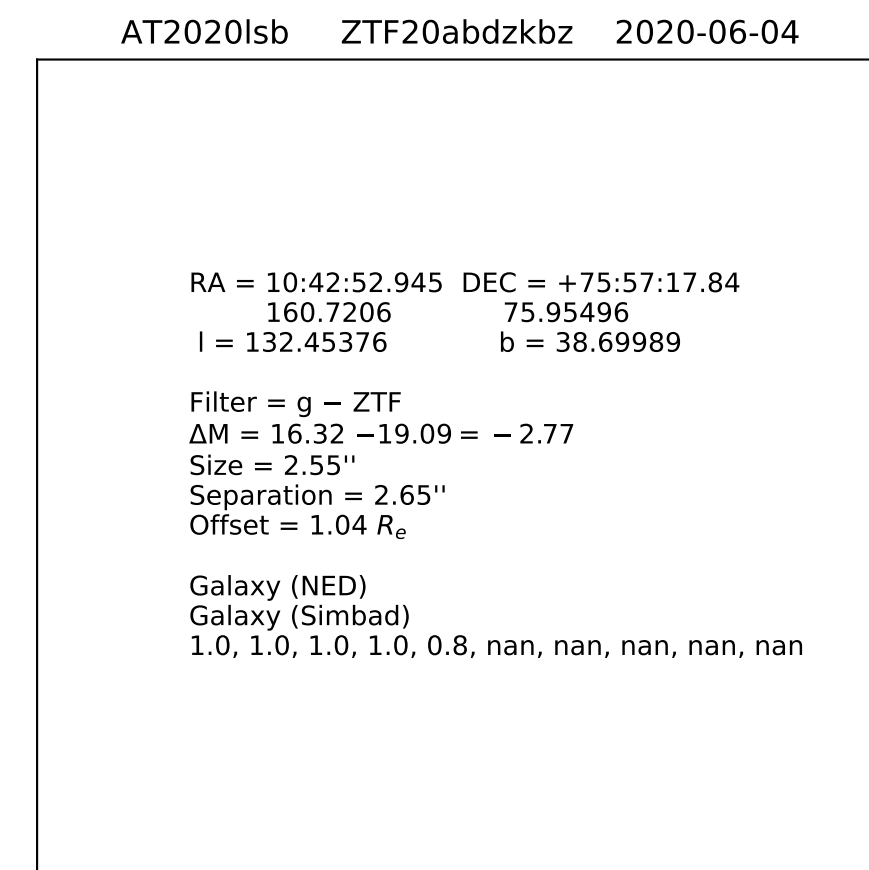 AT2020lsb ZTF20abdzkbz 2020-06-04
RA = 10:42:52.945 DEC = +75:57:17.84
160.7206 75.95496
l = 132.45376 b = 38.69989
Filter = g − ZTF
ΔM = 16.32 −19.09 = −2.77
Size = 2.55''
Separation = 2.65''
Offset = 1.04 Re
Galaxy (NED)
Galaxy (Simbad)
1.0, 1.0, 1.0, 1.0, 0.8, nan, nan, nan, nan, nan